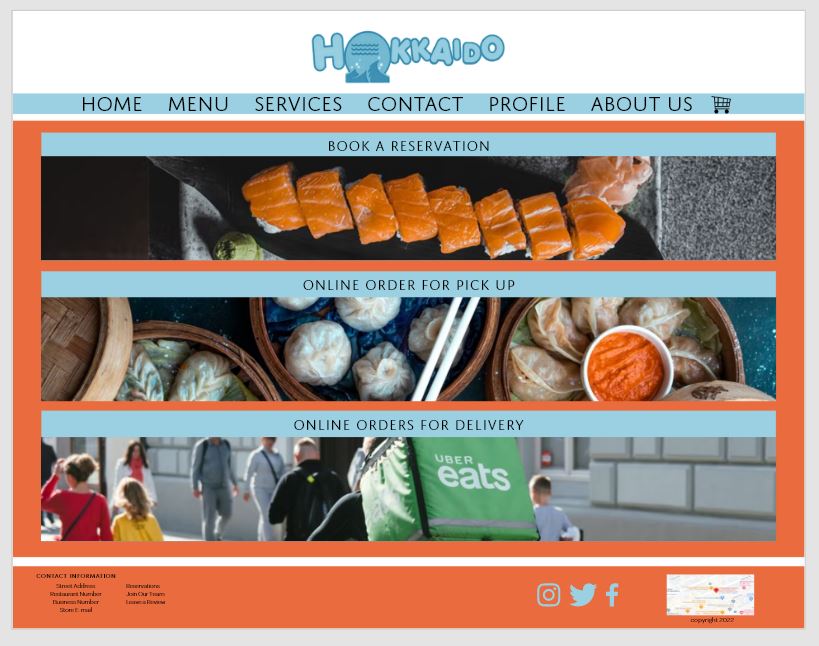 HOKKAIDO
HOME MENU SERVICES CONTACT PROFILE ABOUT US
BOOK A RESERVATION
ONLINE ORDER FOR PICK UP
ONLINE ORDERS FOR DELIVERY
UBER
eats
CONTACT INFORMATION
Street Address
Restaurant Number
Business Number
Store E. mail
Reservations
Join Our Team
Leave a Review
copyright 2022